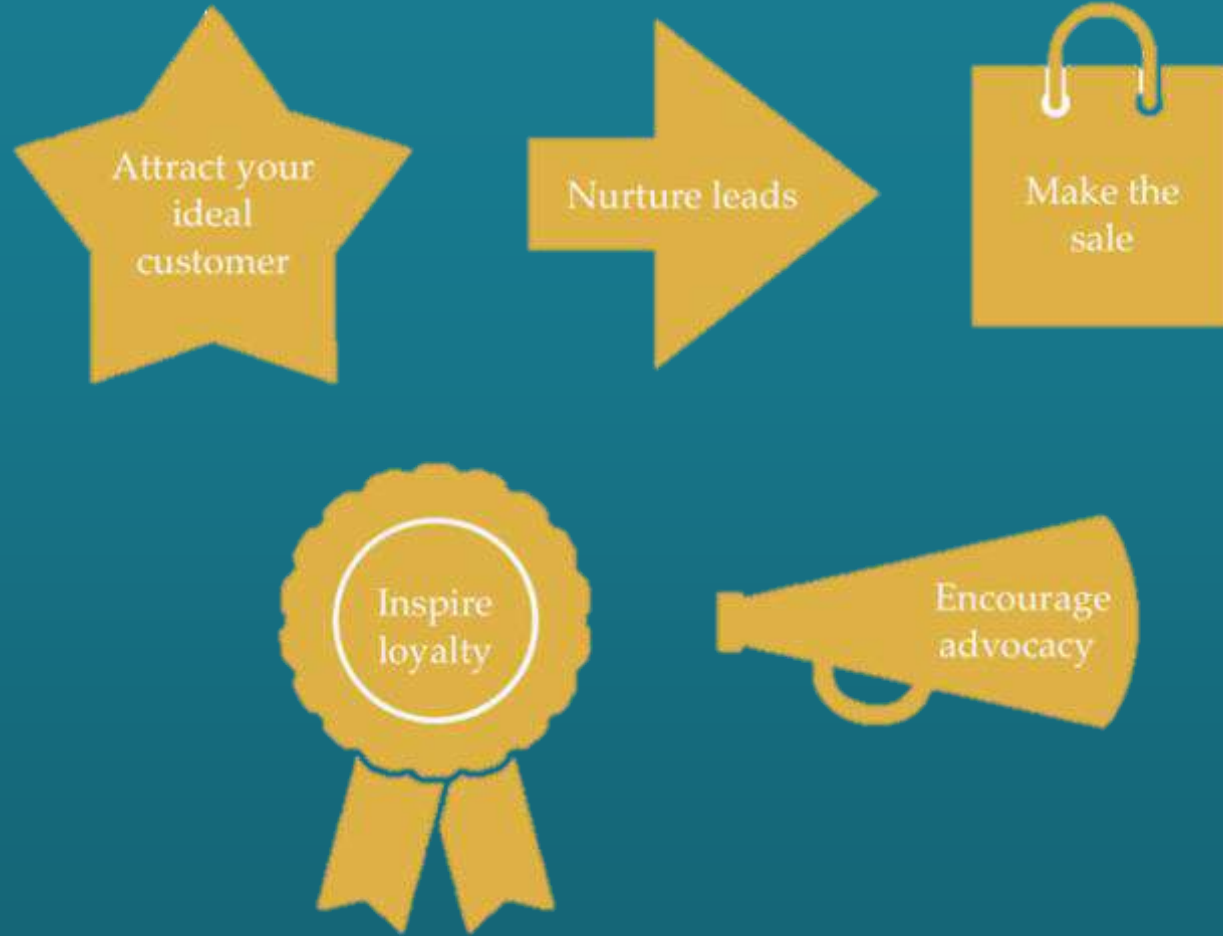 Attract your
ideal
customer
Nurture leads
Make the
sale
Inspire
loyalty
Encourage
advocacy